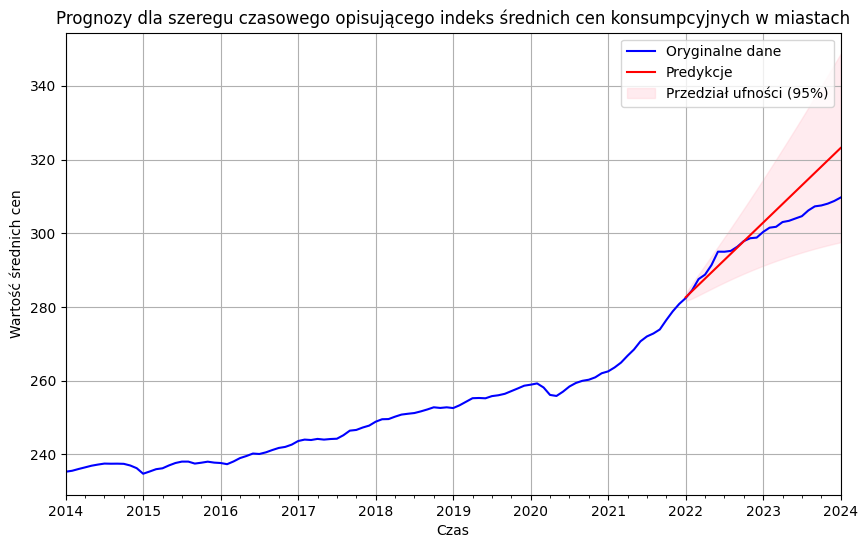 Prognozy dla szeregu czasowego opisującego indeks średnich cen konsumpcyjnych w miastach
Oryginalne dane
Predykcje
Przedział ufności (95%)
Wartość średnich cen
340
320
300
280
260
240
2014 2015 2016 2017 2018 2019 2020 2021 2022 2023 2024
Czas